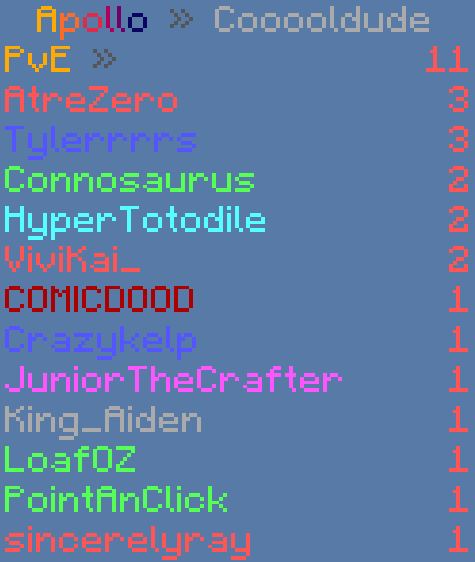 Apollo » Cooooldude
PvE » 11
AtreZero 3
Tylerrrrs 3
Connosaurus 2
HyperTotodile 2
ViviKai_ 2
COMICDOOD 1
Crazykelp 1
JuniorTheCrafter 1
King_Aiden 1
LoafOZ 1
PointAnClick 1
sincerelyray 1